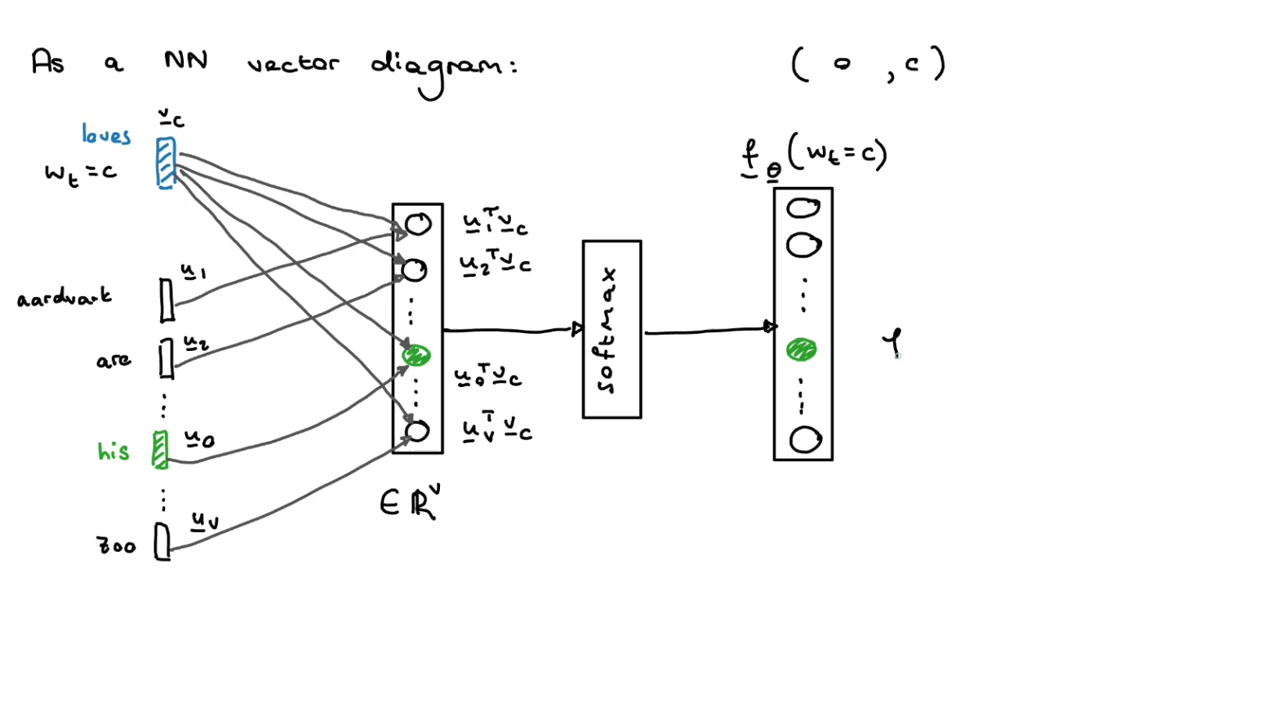 As a NN vector diagram:
( o , c )
v_c
loves
w_t = c
f_θ (w_t = c)
u_1^T v_c
u_2^T v_c
u_1
aardvark
u_2
are
softmax
u_o^T v_c
u_o
his
u_V^T v_c
∈ ℝ^V
u_V
zoo